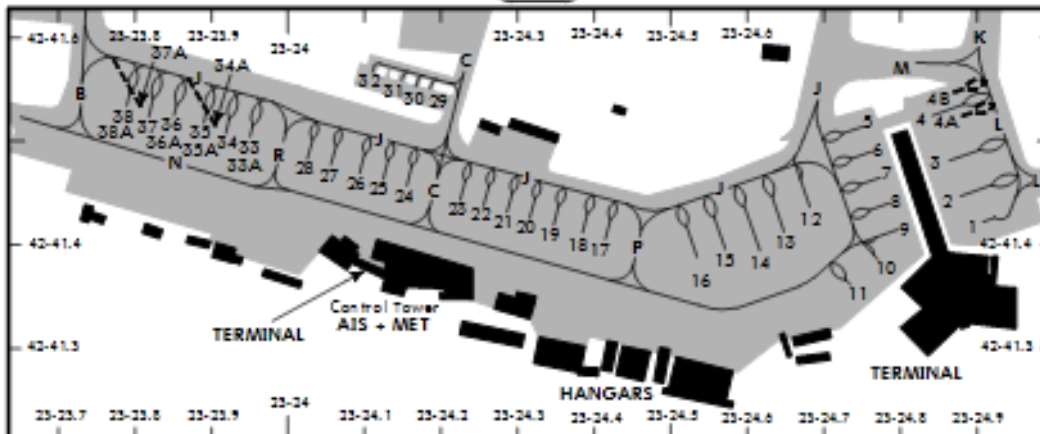 42-41.6 23-23.8 23-23.9 23-24 23-24.3 23-24.4 23-24.5 23-24.6
37A 34A
38 37 36 35 34 33
38A 36A 35A 33A
B J N R
32 31 30 29 C
28 27 26 25 24 J C
23 22 21 20 19 18 17 J P
16 15 14 13 12 J J
5
6
7
8
9
10
11
K
M
4B
4 4A
L
3
2 L
1
42-41.4 42-41.4
Control Tower
AIS + MET
TERMINAL
42-41.3 42-41.3
HANGARS TERMINAL
23-23.7 23-23.8 23-23.9 23-24 23-24.1 23-24.2 23-24.3 23-24.4 23-24.5 23-24.6 23-24.7 23-24.8 23-24.9